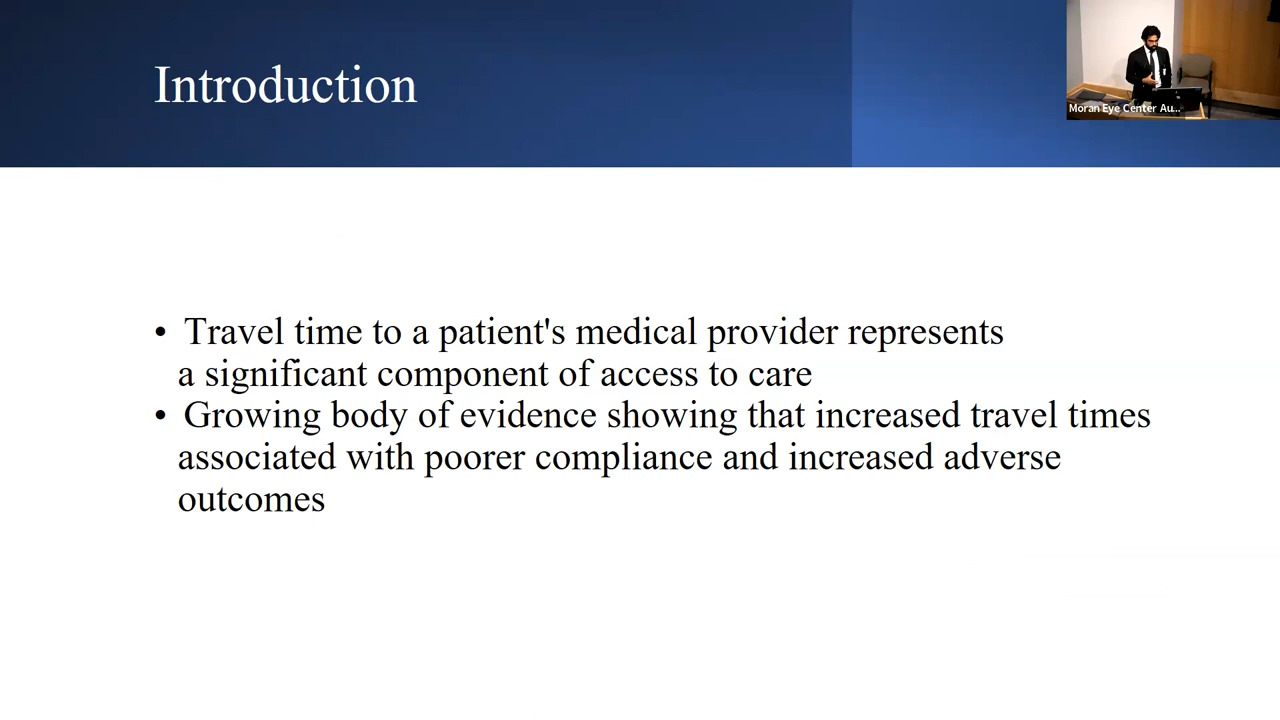 Introduction
Moran Eye Center Au...
• Travel time to a patient's medical provider represents
a significant component of access to care
• Growing body of evidence showing that increased travel times
associated with poorer compliance and increased adverse
outcomes